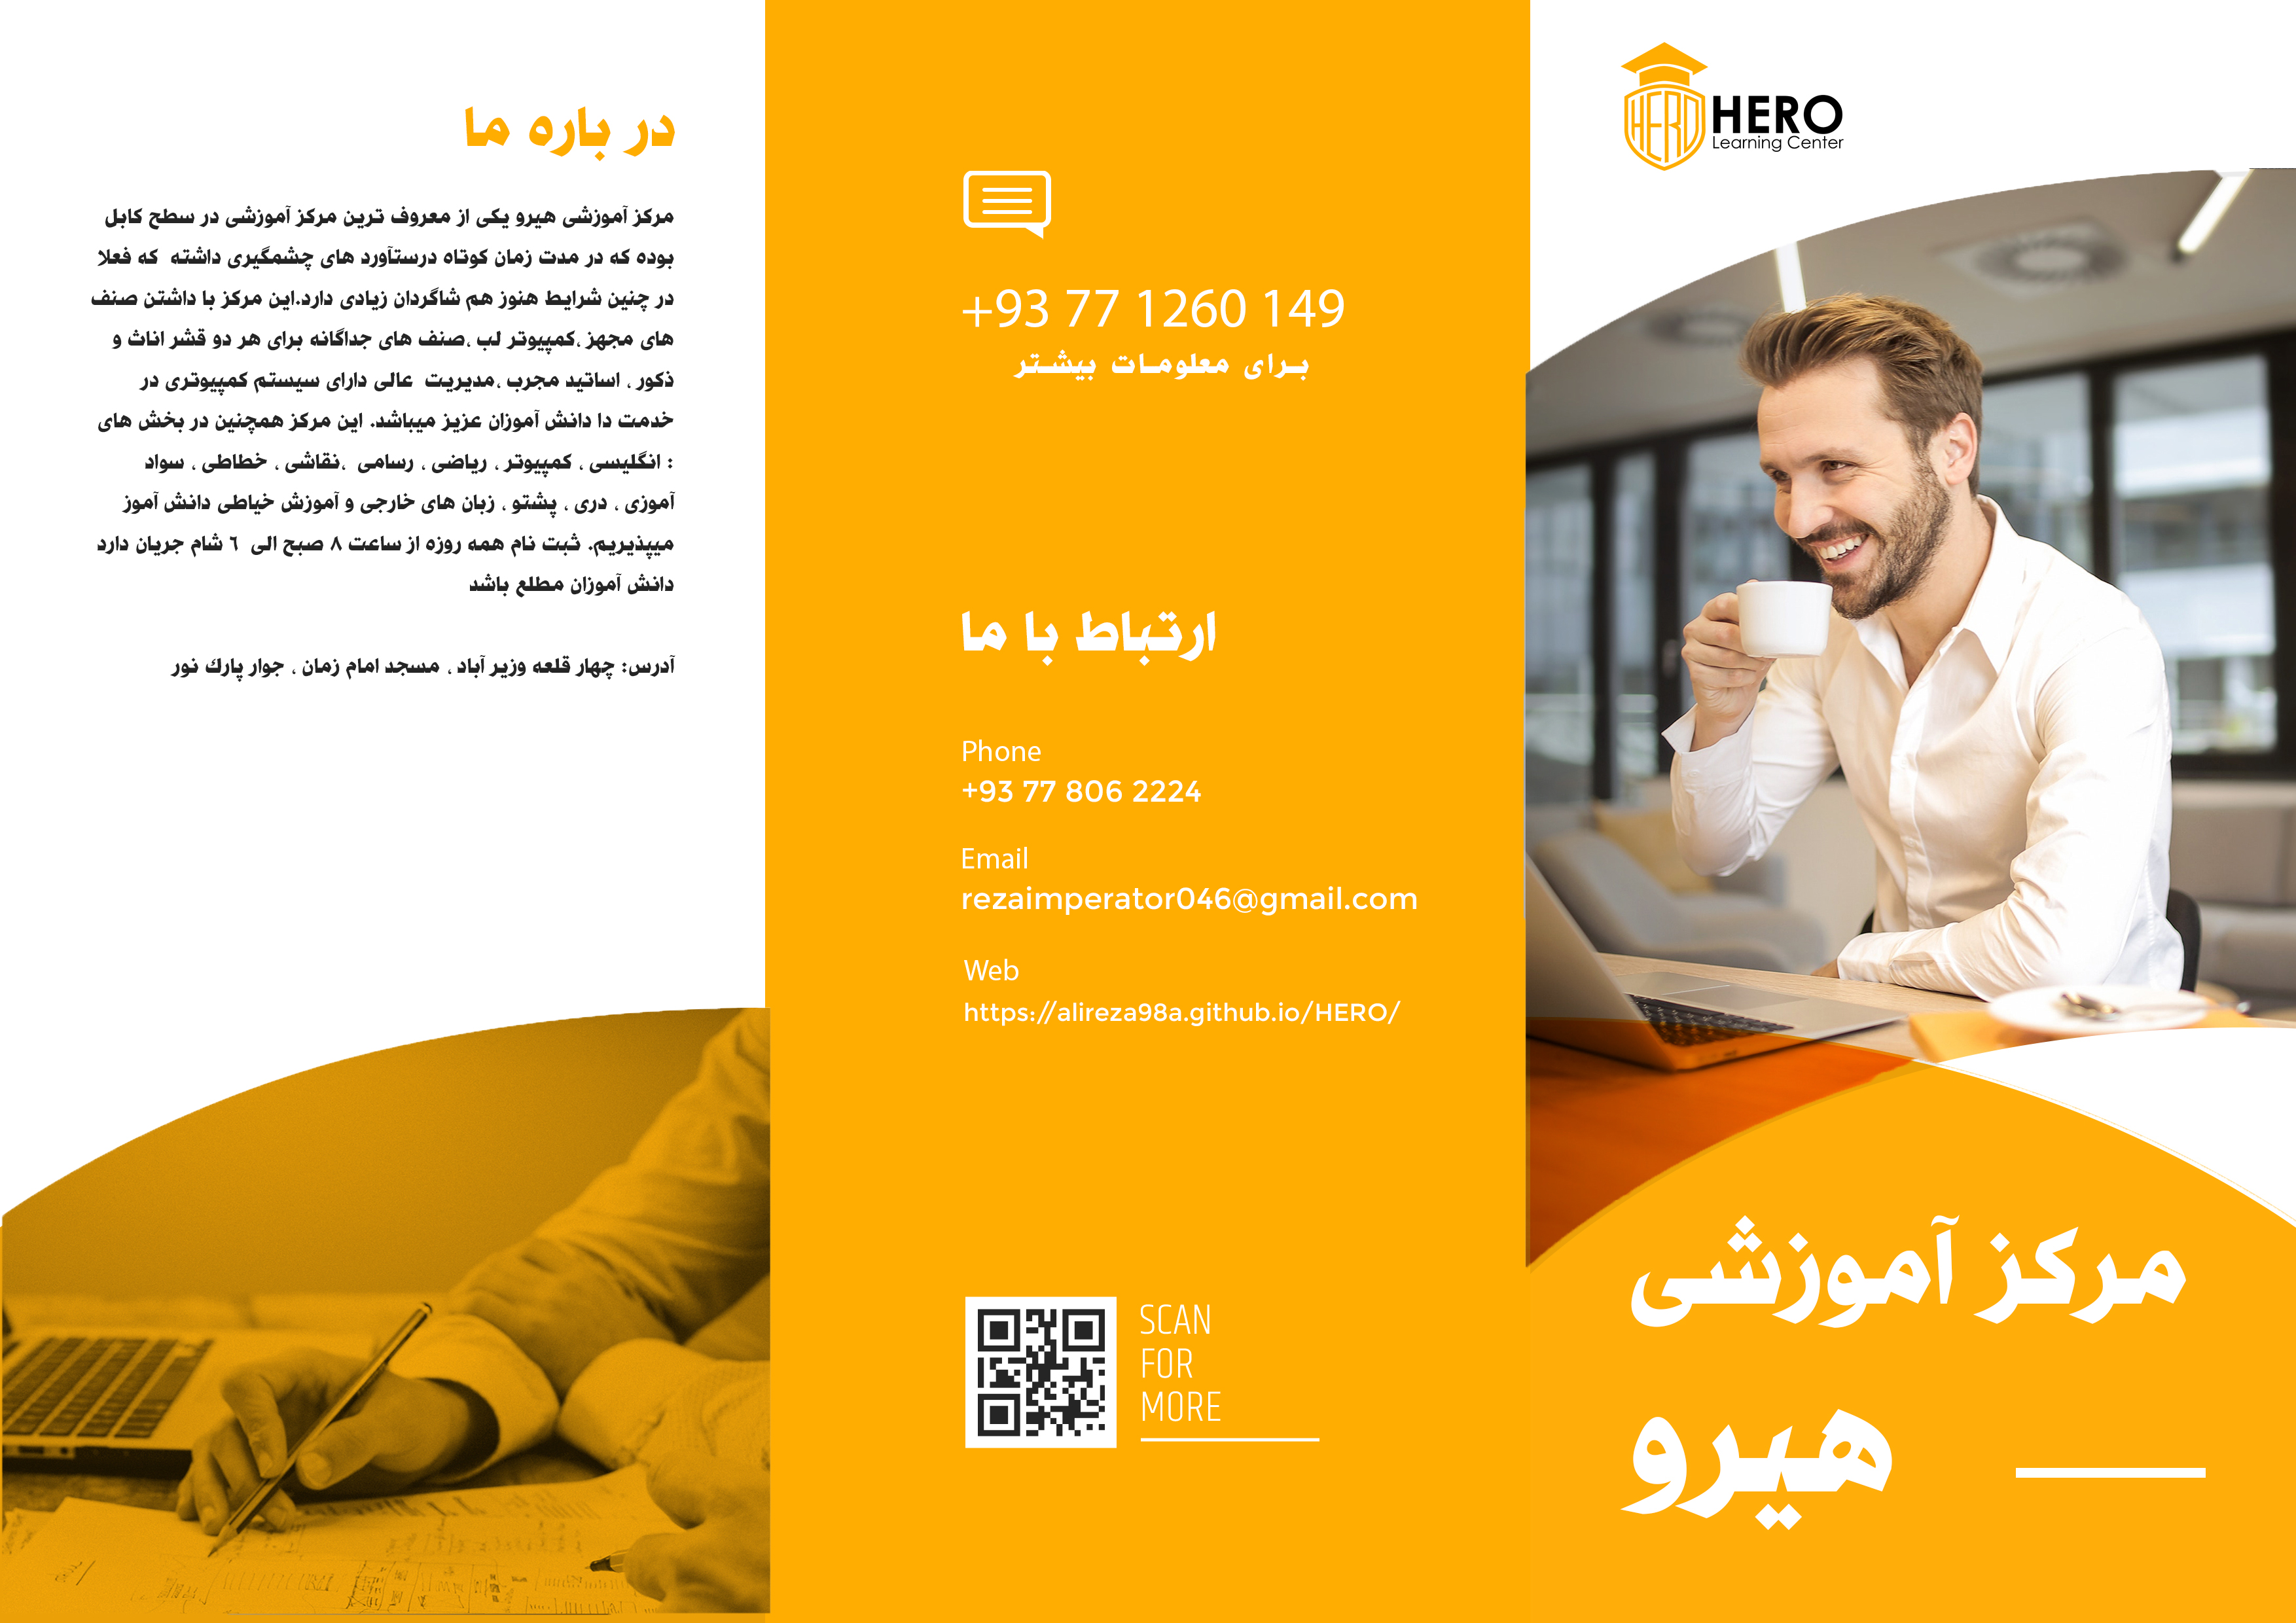 در باره ما
مرکز آموزشی هیرو یکی از معروف ترین مرکز آموزشی در سطح کابل
بوده که در مدت زمان کوتاه درستآورد های چشمگیری داشته که فعلا
در چنین شرایط هنوز هم شاگردان زیادی دارد.این مرکز با داشتن صنف
های مجهز ،کمپیوتر لب ،صنف های جداگانه برای هر دو قشر اناث و
ذکور ، اساتید مجرب ،مدیریت عالی دارای سیستم کمپیوتری در
خدمت دا دانش آموزان عزیز میباشد. این مرکز همچنین در بخش های
: انگلیسی ، کمپیوتر ، ریاضی ، رسامی ،نقاشی ، خطاطی ، سواد
آموزی ، دری ، پشتو ، زبان های خارجی و آموزش خیاطی دانش آموز
میپذیریم. ثبت نام همه روزه از ساعت ٨ صبح الی ٦ شام جریان دارد
دانش آموزان مطلع باشد
آدرس: چهار قلعه وزیر آباد ، مسجد امام زمان ، جوار پارک نور
+93 77 1260 149
بـرای معلومـات بیشـتر
ارتباط با ما
Phone
+93 77 806 2224
Email
rezaimperator046@gmail.com
Web
https://alireza98a.github.io/HERO/
SCAN
FOR
MORE
HERO
HERO
Learning Center
مرکز آموزشی
هیرو